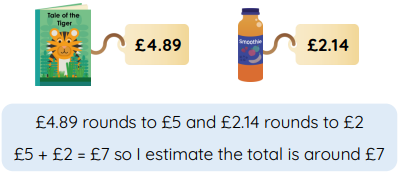 Tale of the
Tiger
£4.89
Smoothie
£2.14
£4.89 rounds to £5 and £2.14 rounds to £2
£5 + £2 = £7 so I estimate the total is around £7